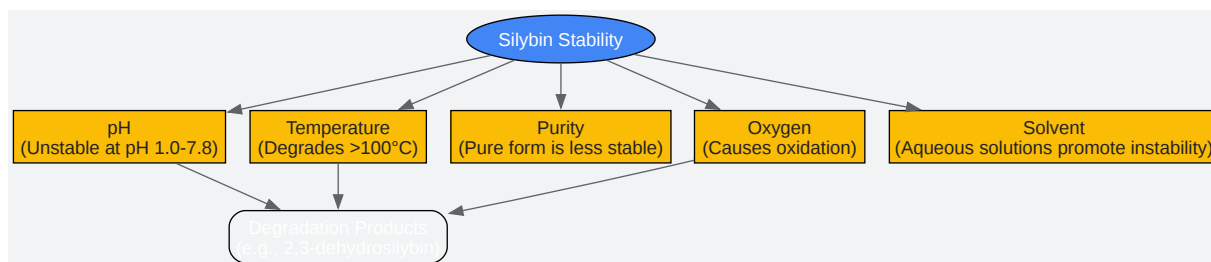 Silybin Stability
pH
(Unstable at pH 1.0-7.8)
Temperature
(Degrades >100°C)
Purity
(Pure form is less stable)
Oxygen
(Causes oxidation)
Solvent
(Aqueous solutions promote instability)
Degradation Products
(e.g., 2,3-dehydrosilybin)